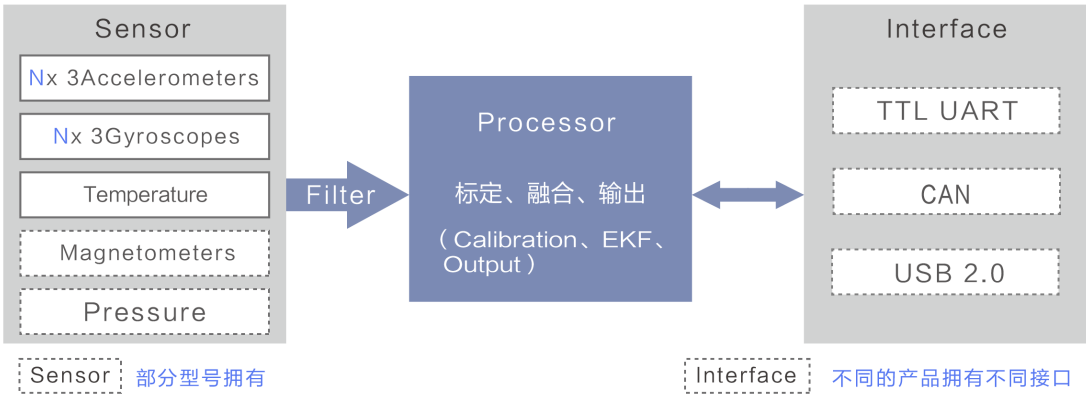 Sensor
Nx 3Accelerometers
Nx 3Gyroscopes
Temperature
Magnetometers
Pressure
Filter
Processor
标定、融合、输出
（Calibration、EKF、
Output）
Interface
TTL UART
CAN
USB 2.0
Sensor 部分型号拥有
Interface 不同的产品拥有不同接口